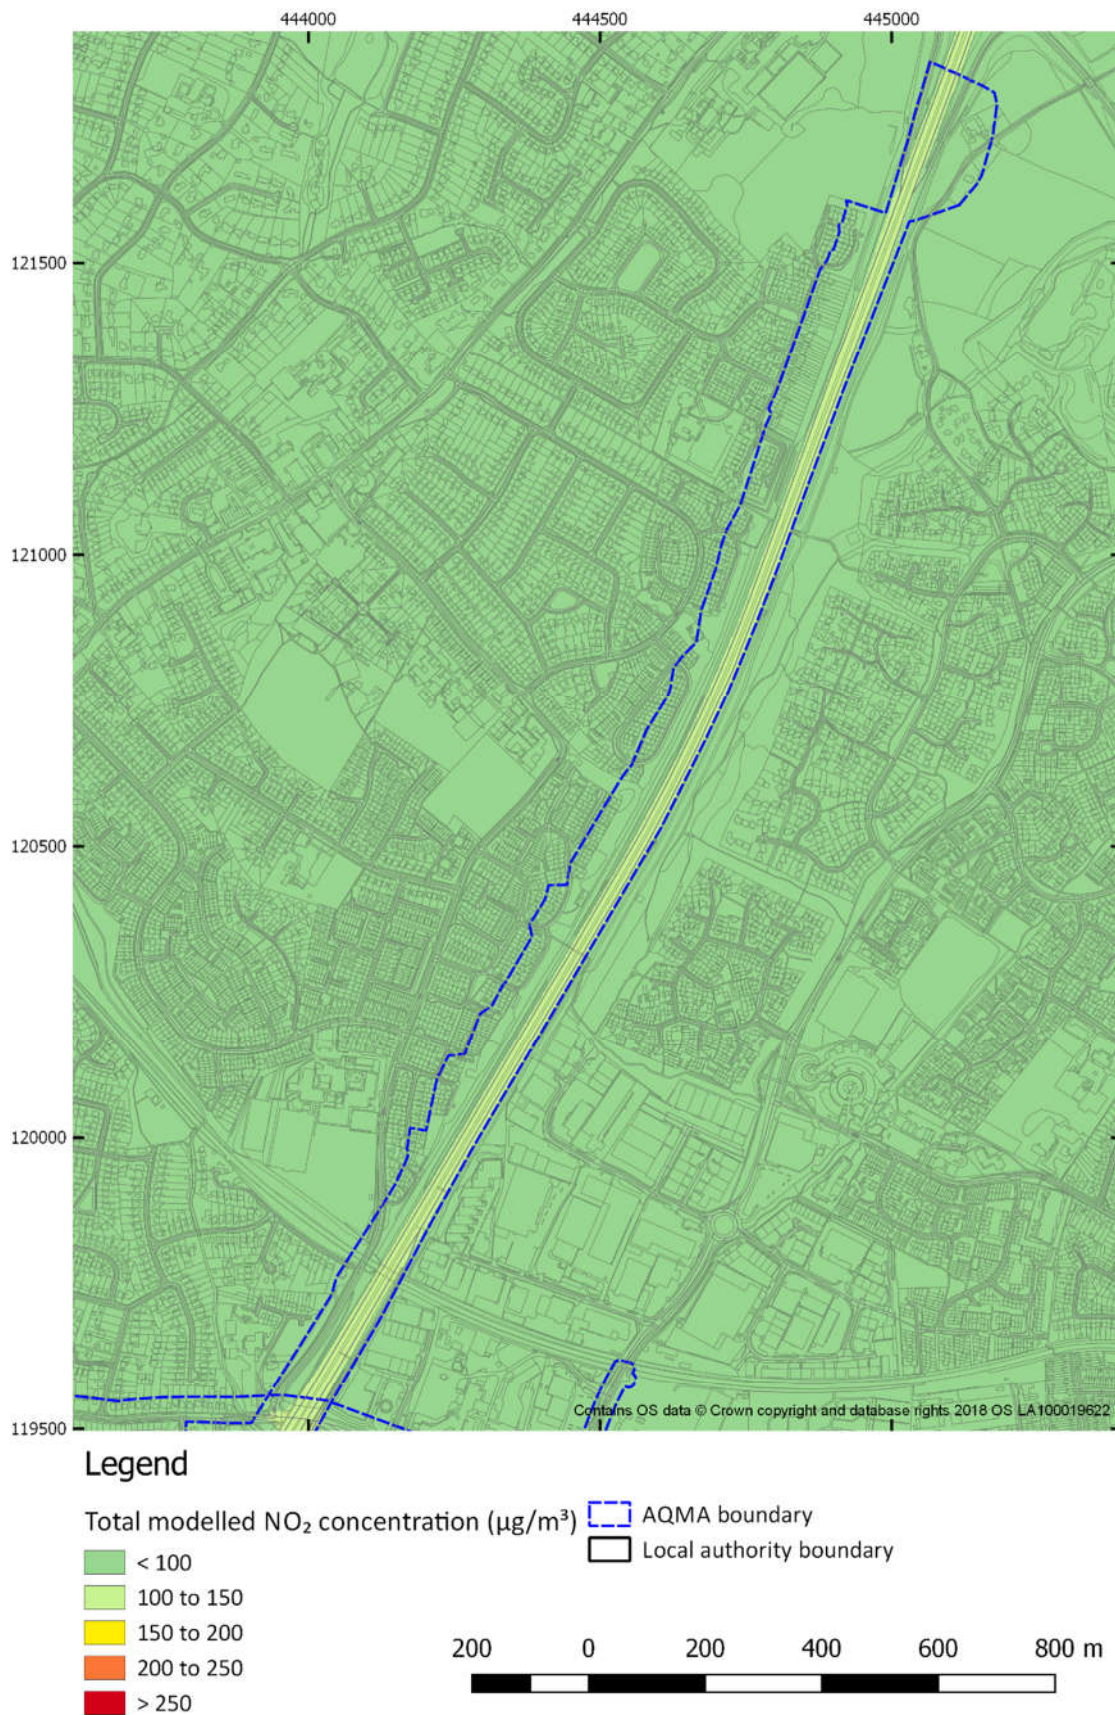 444000 444500 445000
121500
121000
120500
120000
119500
Contains OS data © Crown copyright and database rights 2018 OS LA100019622
Legend
Total modelled NO₂ concentration (µg/m³)
< 100
100 to 150
150 to 200
200 to 250
> 250
AQMA boundary
Local authority boundary
200 0 200 400 600 800 m